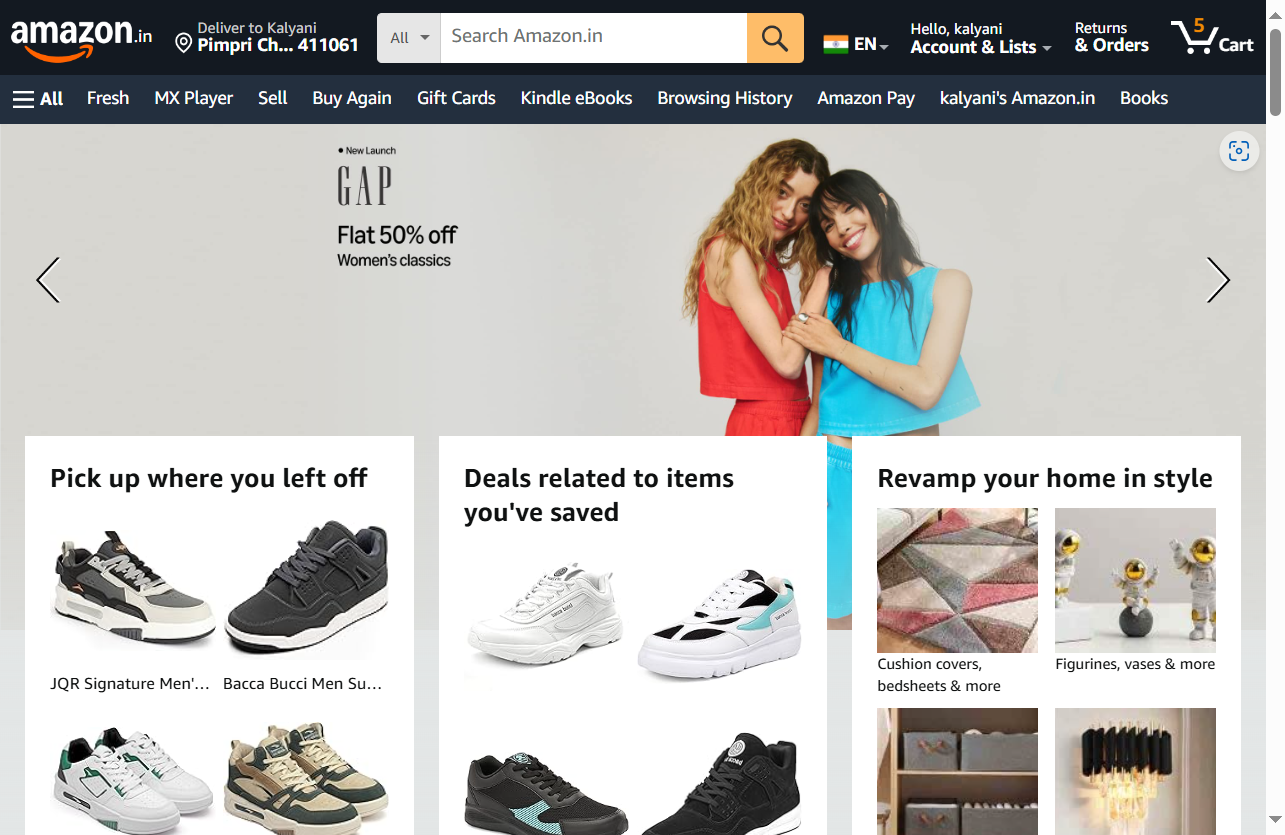 amazon.in
Deliver to Kalyani
Pimpri Ch... 411061
All
Search Amazon.in
EN
Hello, kalyani
Account & Lists
Returns
& Orders
5
Cart
All
Fresh
MX Player
Sell
Buy Again
Gift Cards
Kindle eBooks
Browsing History
Amazon Pay
kalyani's Amazon.in
Books
• New Launch
GAP
Flat 50% off
Women's classics
Pick up where you left off
JQR Signature Men'...
Bacca Bucci Men Su...
Deals related to items
you've saved
Revamp your home in style
Cushion covers,
bedsheets & more
Figurines, vases & more